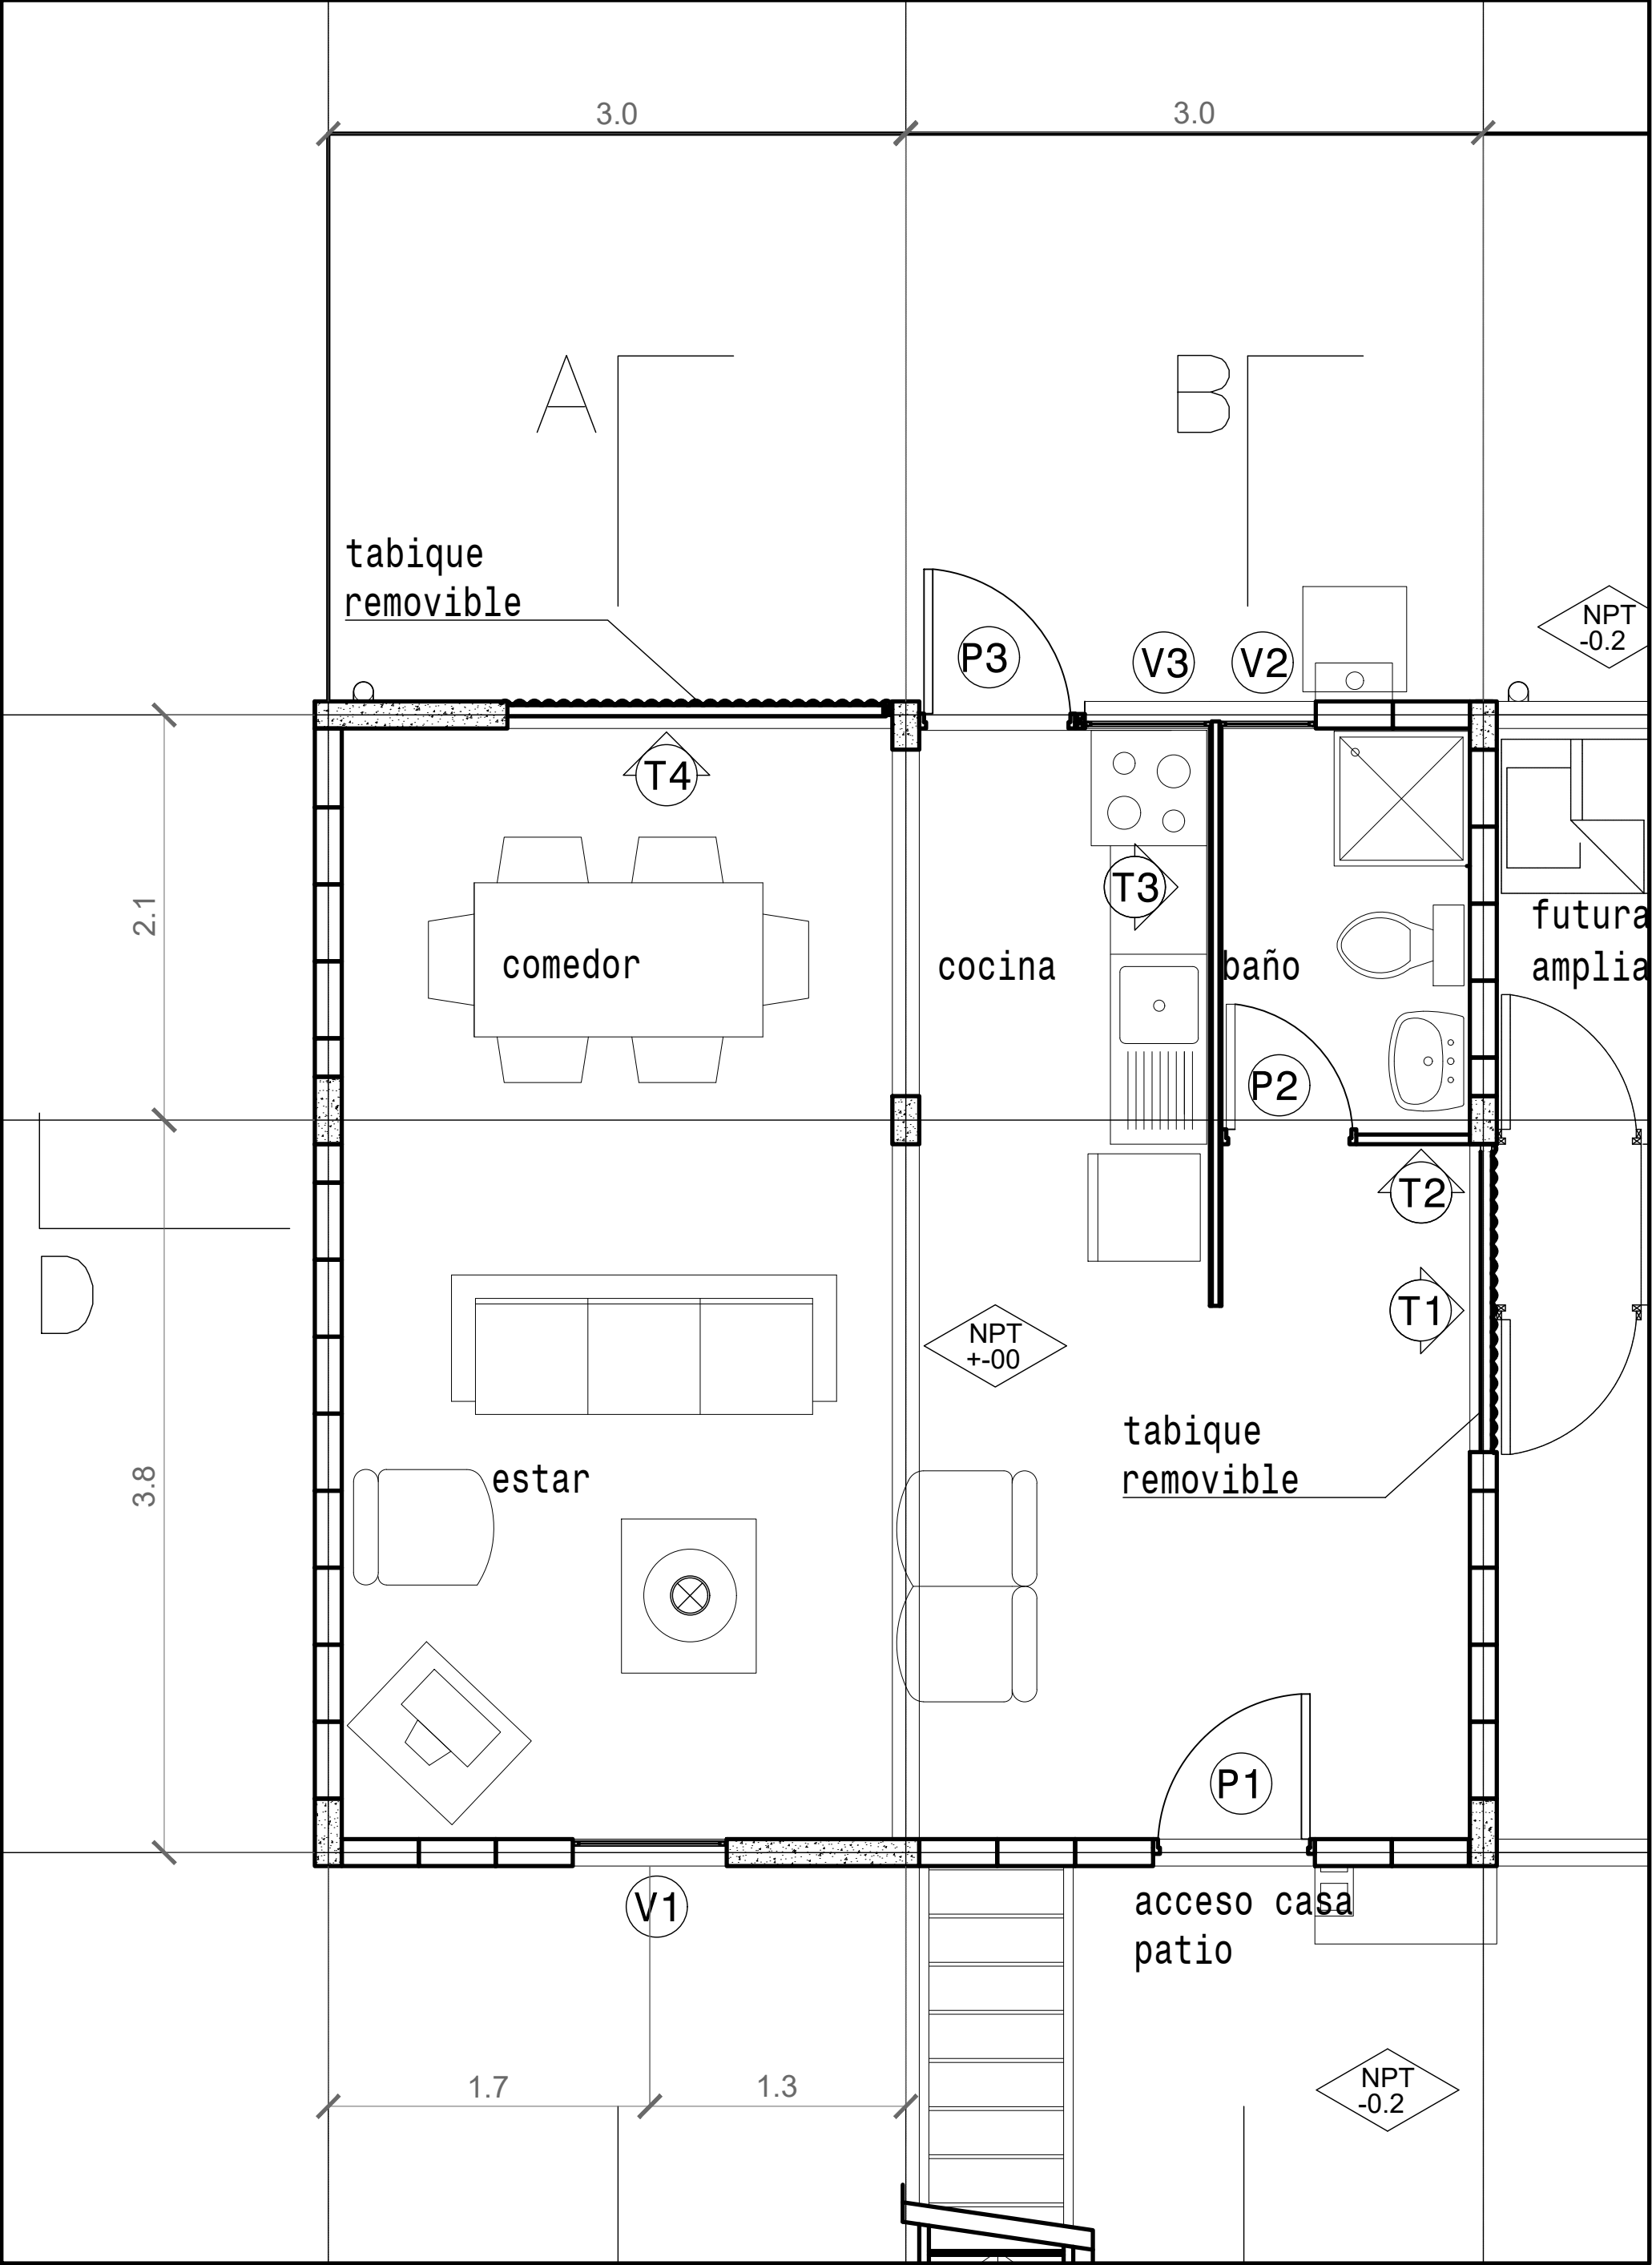 3.0
3.0
A
B
tabique
removible
NPT
-0.2
P3
V3
V2
T4
T3
2.1
comedor
cocina
baño
futura
amplia
P2
T2
D
T1
NPT
+-00
tabique
removible
3.8
estar
P1
V1
acceso casa
patio
1.7
1.3
NPT
-0.2